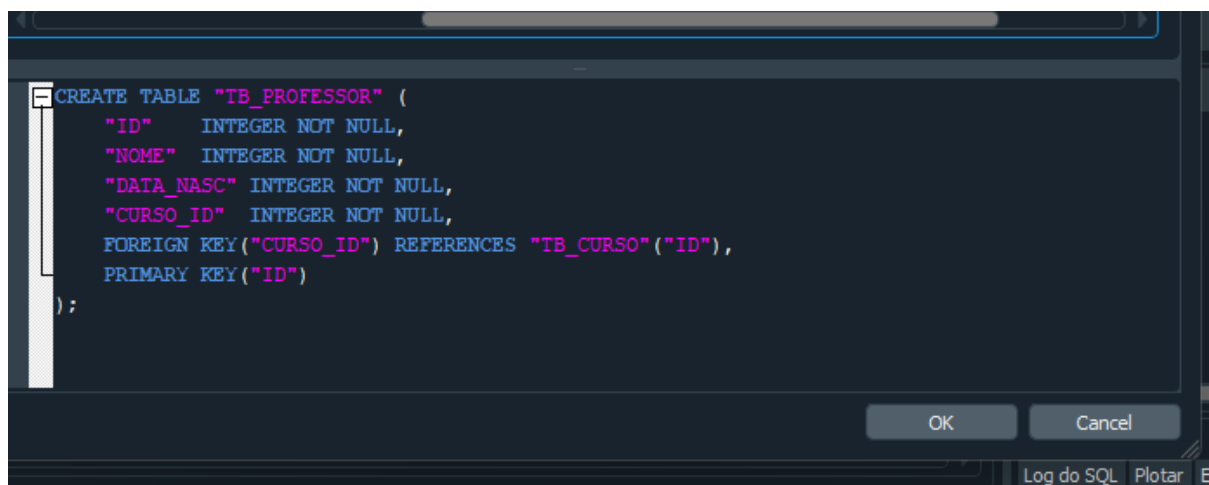 CREATE TABLE "TB_PROFESSOR" (
"ID" INTEGER NOT NULL,
"NOME" INTEGER NOT NULL,
"DATA_NASC" INTEGER NOT NULL,
"CURSO_ID" INTEGER NOT NULL,
FOREIGN KEY("CURSO_ID") REFERENCES "TB_CURSO"("ID"),
PRIMARY KEY("ID")
);
OK Cancel
Log do SQL Plotar